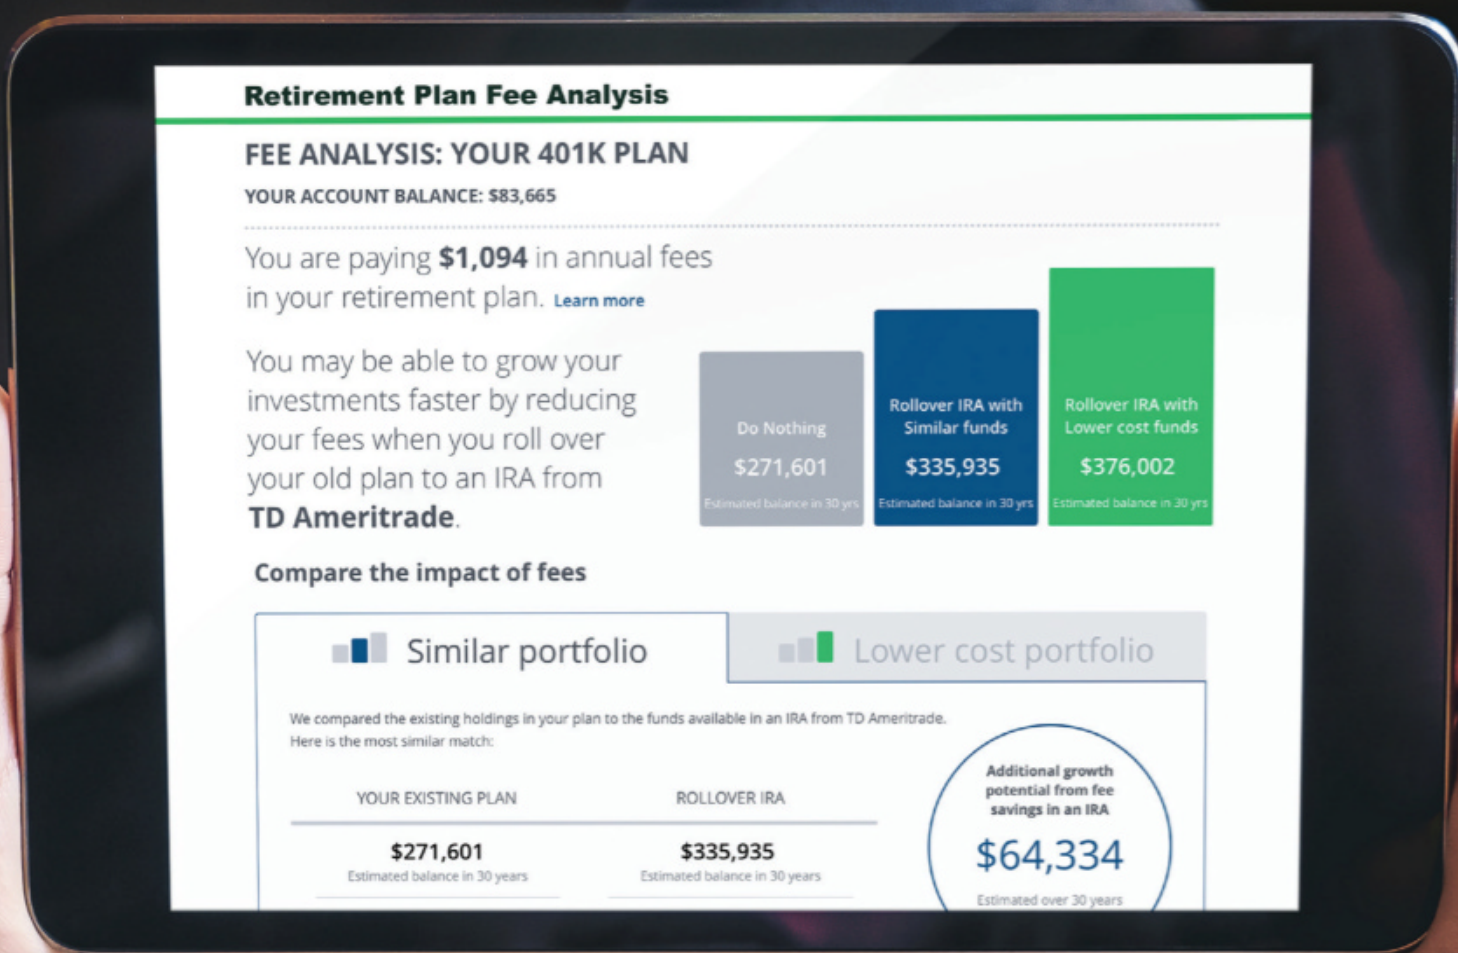 Retirement Plan Fee Analysis
FEE ANALYSIS: YOUR 401K PLAN
YOUR ACCOUNT BALANCE: $83,665
You are paying $1,094 in annual fees
in your retirement plan. Learn more
You may be able to grow your
investments faster by reducing
your fees when you roll over
your old plan to an IRA from
TD Ameritrade.
Do Nothing
$271,601
Estimated balance in 30 yrs
Rollover IRA with
Similar funds
$335,935
Estimated balance in 30 yrs
Rollover IRA with
Lower cost funds
$376,002
Estimated balance in 30 yrs
Compare the impact of fees
Similar portfolio
Lower cost portfolio
We compared the existing holdings in your plan to the funds available in an IRA from TD Ameritrade.
Here is the most similar match:
YOUR EXISTING PLAN
$271,601
Estimated balance in 30 years
ROLLOVER IRA
$335,935
Estimated balance in 30 years
Additional growth
potential from fee
savings in an IRA
$64,334
Estimated over 30 years